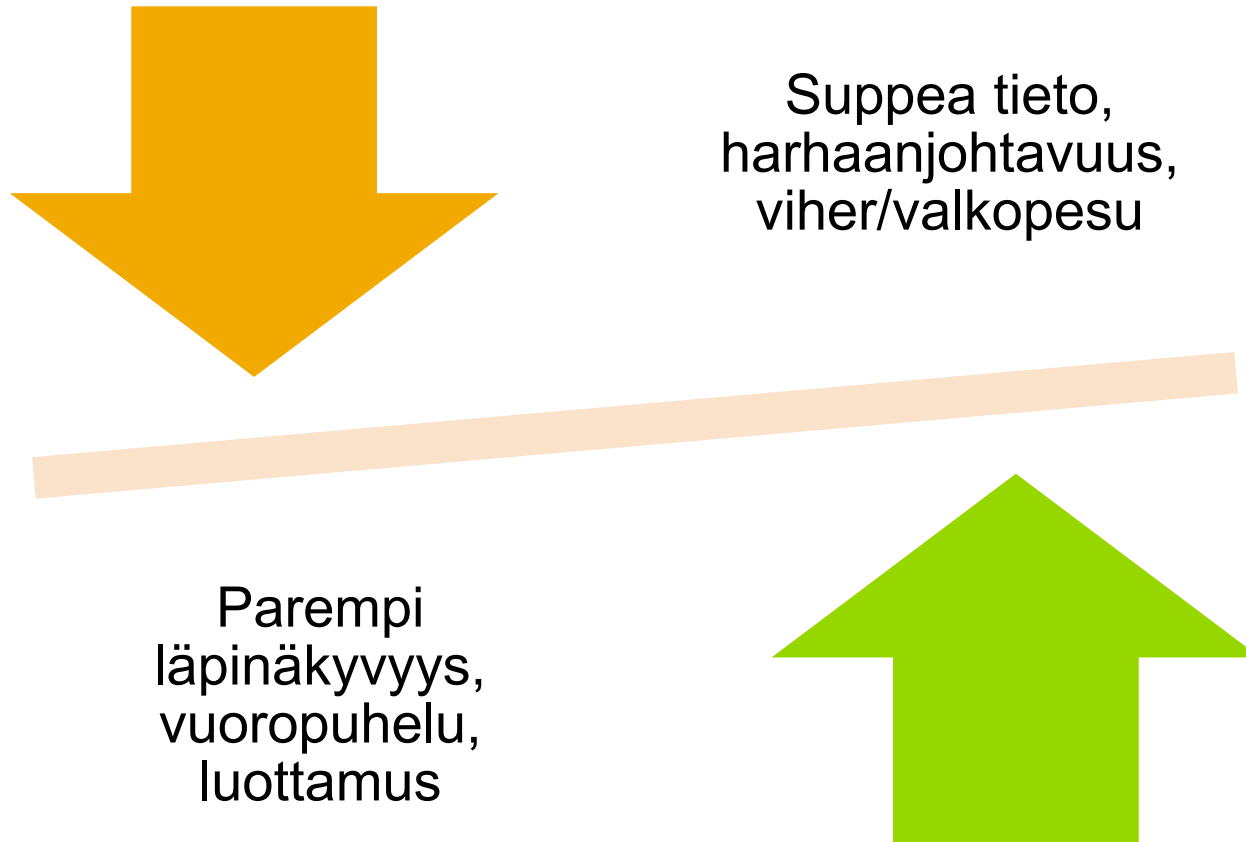 Suppea tieto,
harhaanjohtavuus,
viher/valkopesu
Parempi
läpinäkyvyys,
vuoropuhelu,
luottamus